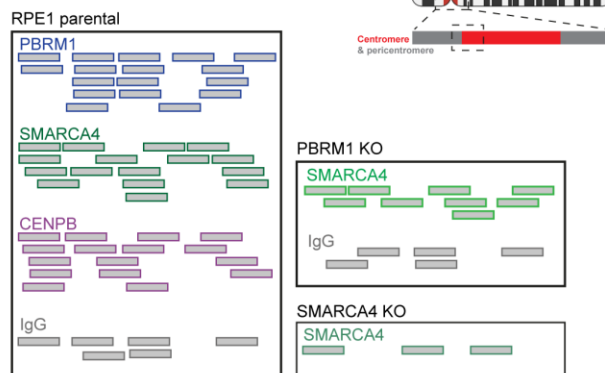 RPE1 parental
PBRM1
SMARCA4
CENPB
IgG
Centromere
& pericentromere
PBRM1 KO
SMARCA4
IgG
SMARCA4 KO
SMARCA4